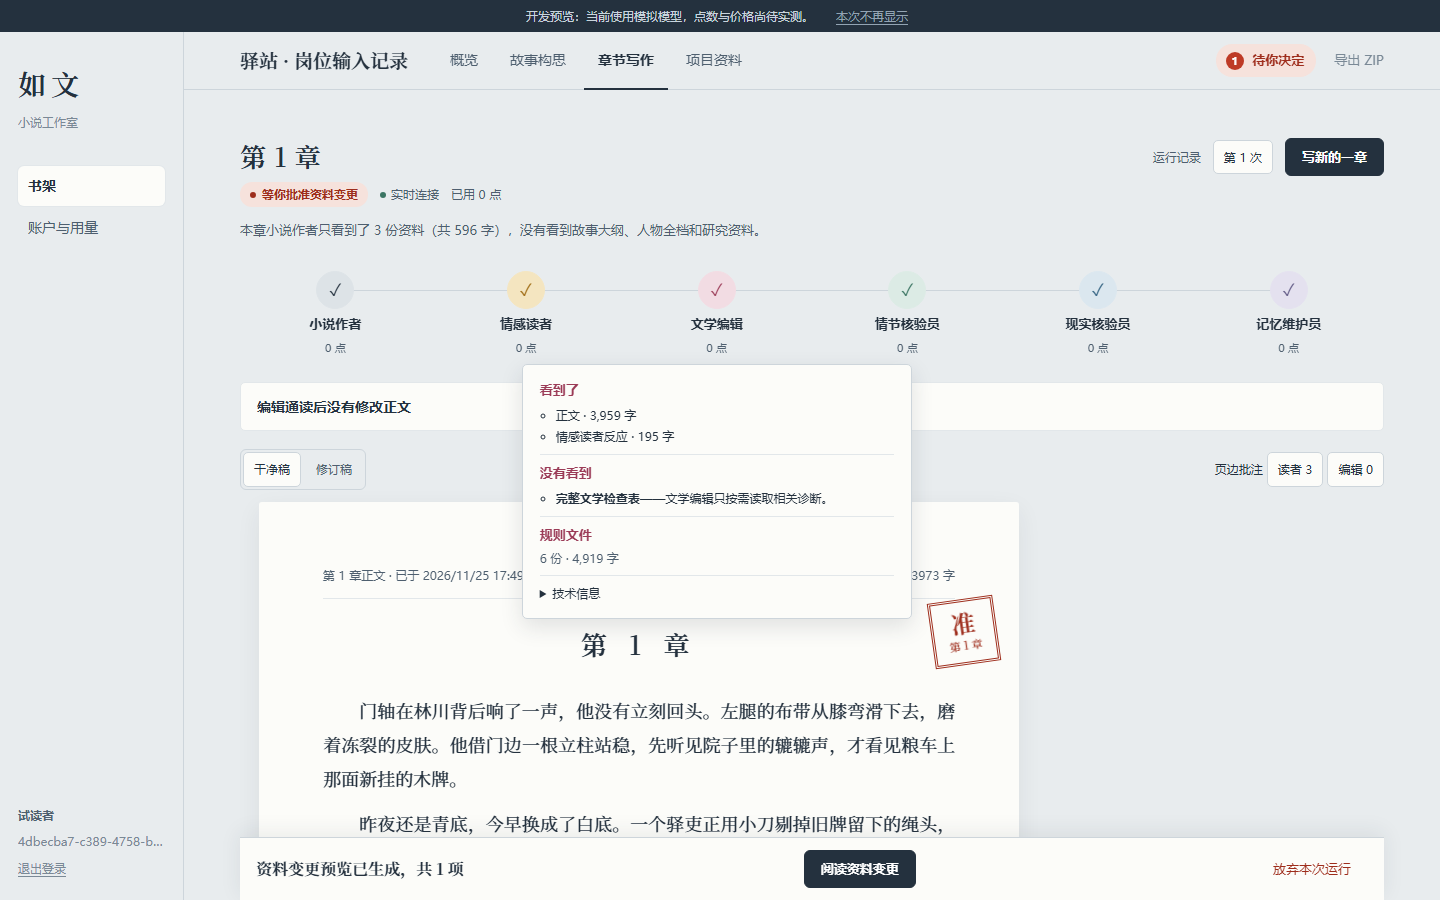 开发预览：当前使用模拟模型，点数与价格尚待实测。 本次不再显示
如文
小说工作室
书架
账户与用量
试读者
4dbecba7-c389-4758-b...
退出登录
驿站 · 岗位输入记录 概览 故事构思 章节写作 项目资料 1 待你决定 导出 ZIP
第 1 章
运行记录 第 1 次 写新的一章
等你批准资料变更 实时连接 已用 0 点
本章小说作者只看到了 3 份资料（共 596 字），没有看到故事大纲、人物全档和研究资料。
小说作者 情感读者 文学编辑 情节核验员 现实核验员 记忆维护员
0 点 0 点 0 点 0 点 0 点 0 点
编辑通读后没有修改正文
看到了
正文 · 3,959 字
情感读者反应 · 195 字
没有看到
完整文学检查表——文学编辑只按需读取相关诊断。
规则文件
6 份 · 4,919 字
技术信息
干净稿 修订稿
页边批注 读者 3 编辑 0
第 1 章正文 · 已于 2026/11/25 17:49 3973 字
准
第1章
第 1 章
门轴在林川背后响了一声，他没有立刻回头。左腿的布带从膝弯滑下去，磨
着冻裂的皮肤。他借门边一根立柱站稳，先听见院子里的辘辘声，才看见粮车上
那面新挂的木牌。
昨夜还是青底，今早换成了白底。一个驿吏正用小刀剔掉旧牌留下的绳头，
资料变更预览已生成，共 1 项
阅读资料变更
放弃本次运行